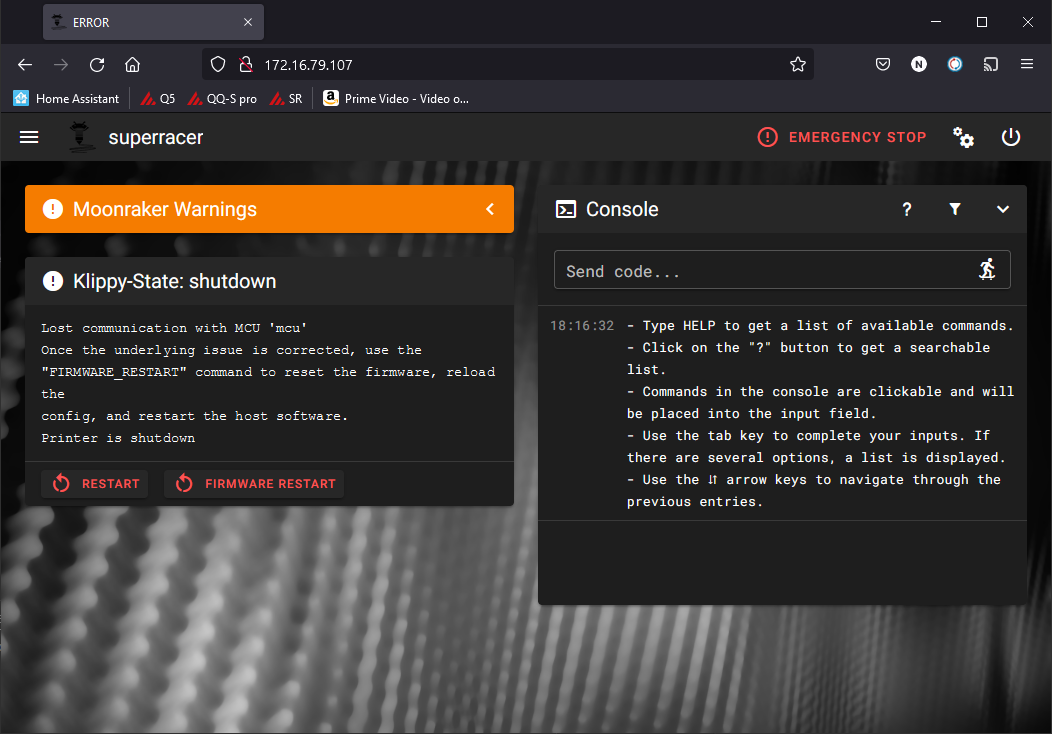 ERROR
172.16.79.107
N
Home Assistant
Q5
QQ-S pro
SR
a
Prime Video - Video o...
superracer
EMERGENCY STOP
Moonraker Warnings
Klippy-State: shutdown
Lost communication with MCU 'mcu'
Once the underlying issue is corrected, use the
"FIRMWARE_RESTART" command to reset the firmware, reload
the
config, and restart the host software.
Printer is shutdown
RESTART
FIRMWARE RESTART
Console
?
Send code...
18:16:32 - Type HELP to get a list of available commands.
- Click on the "?" button to get a searchable
list.
- Commands in the console are clickable and will
be placed into the input field.
- Use the tab key to complete your inputs. If
there are several options, a list is displayed.
- Use the ⇵ arrow keys to navigate through the
previous entries.